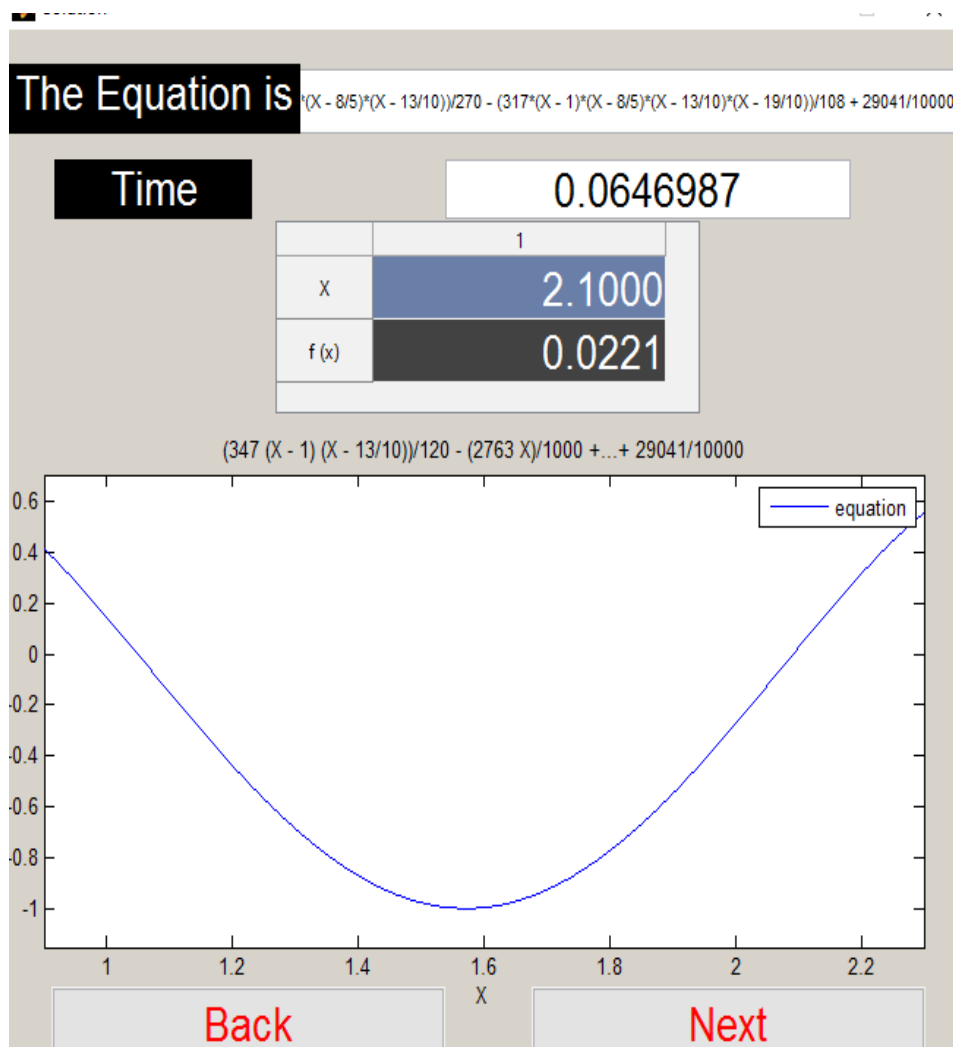 The Equation is *(X - 8/5)*(X - 13/10))/270 - (317*(X - 1)*(X - 8/5)*(X - 13/10)*(X - 19/10))/108 + 29041/10000
Time 0.0646987
1
X 2.1000
f (x) 0.0221
(347 (X - 1) (X - 13/10))/120 - (2763 X)/1000 +...+ 29041/10000
equation
0.6
0.4
0.2
0
-0.2
-0.4
-0.6
-0.8
-1
1 1.2 1.4 1.6 1.8 2 2.2
X
Back Next